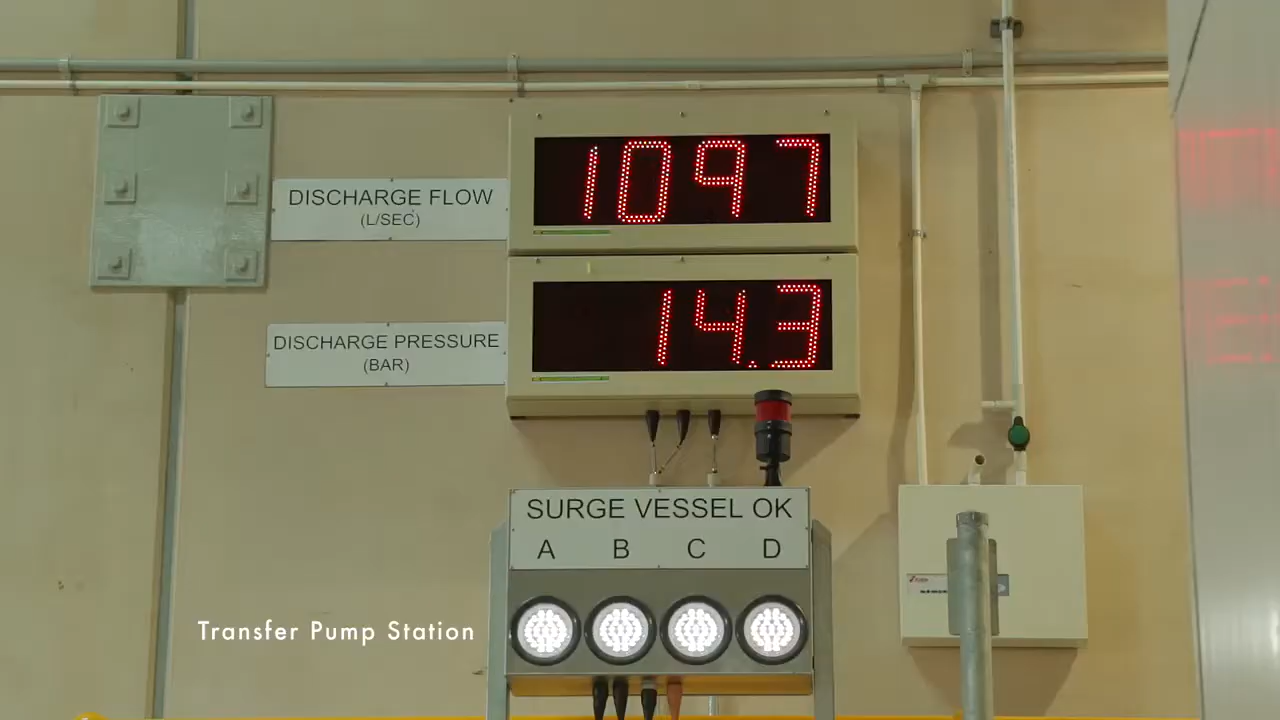 1097
DISCHARGE FLOW
(L/SEC)
14.3
DISCHARGE PRESSURE
(BAR)
SURGE VESSEL OK
A B C D
Transfer Pump Station